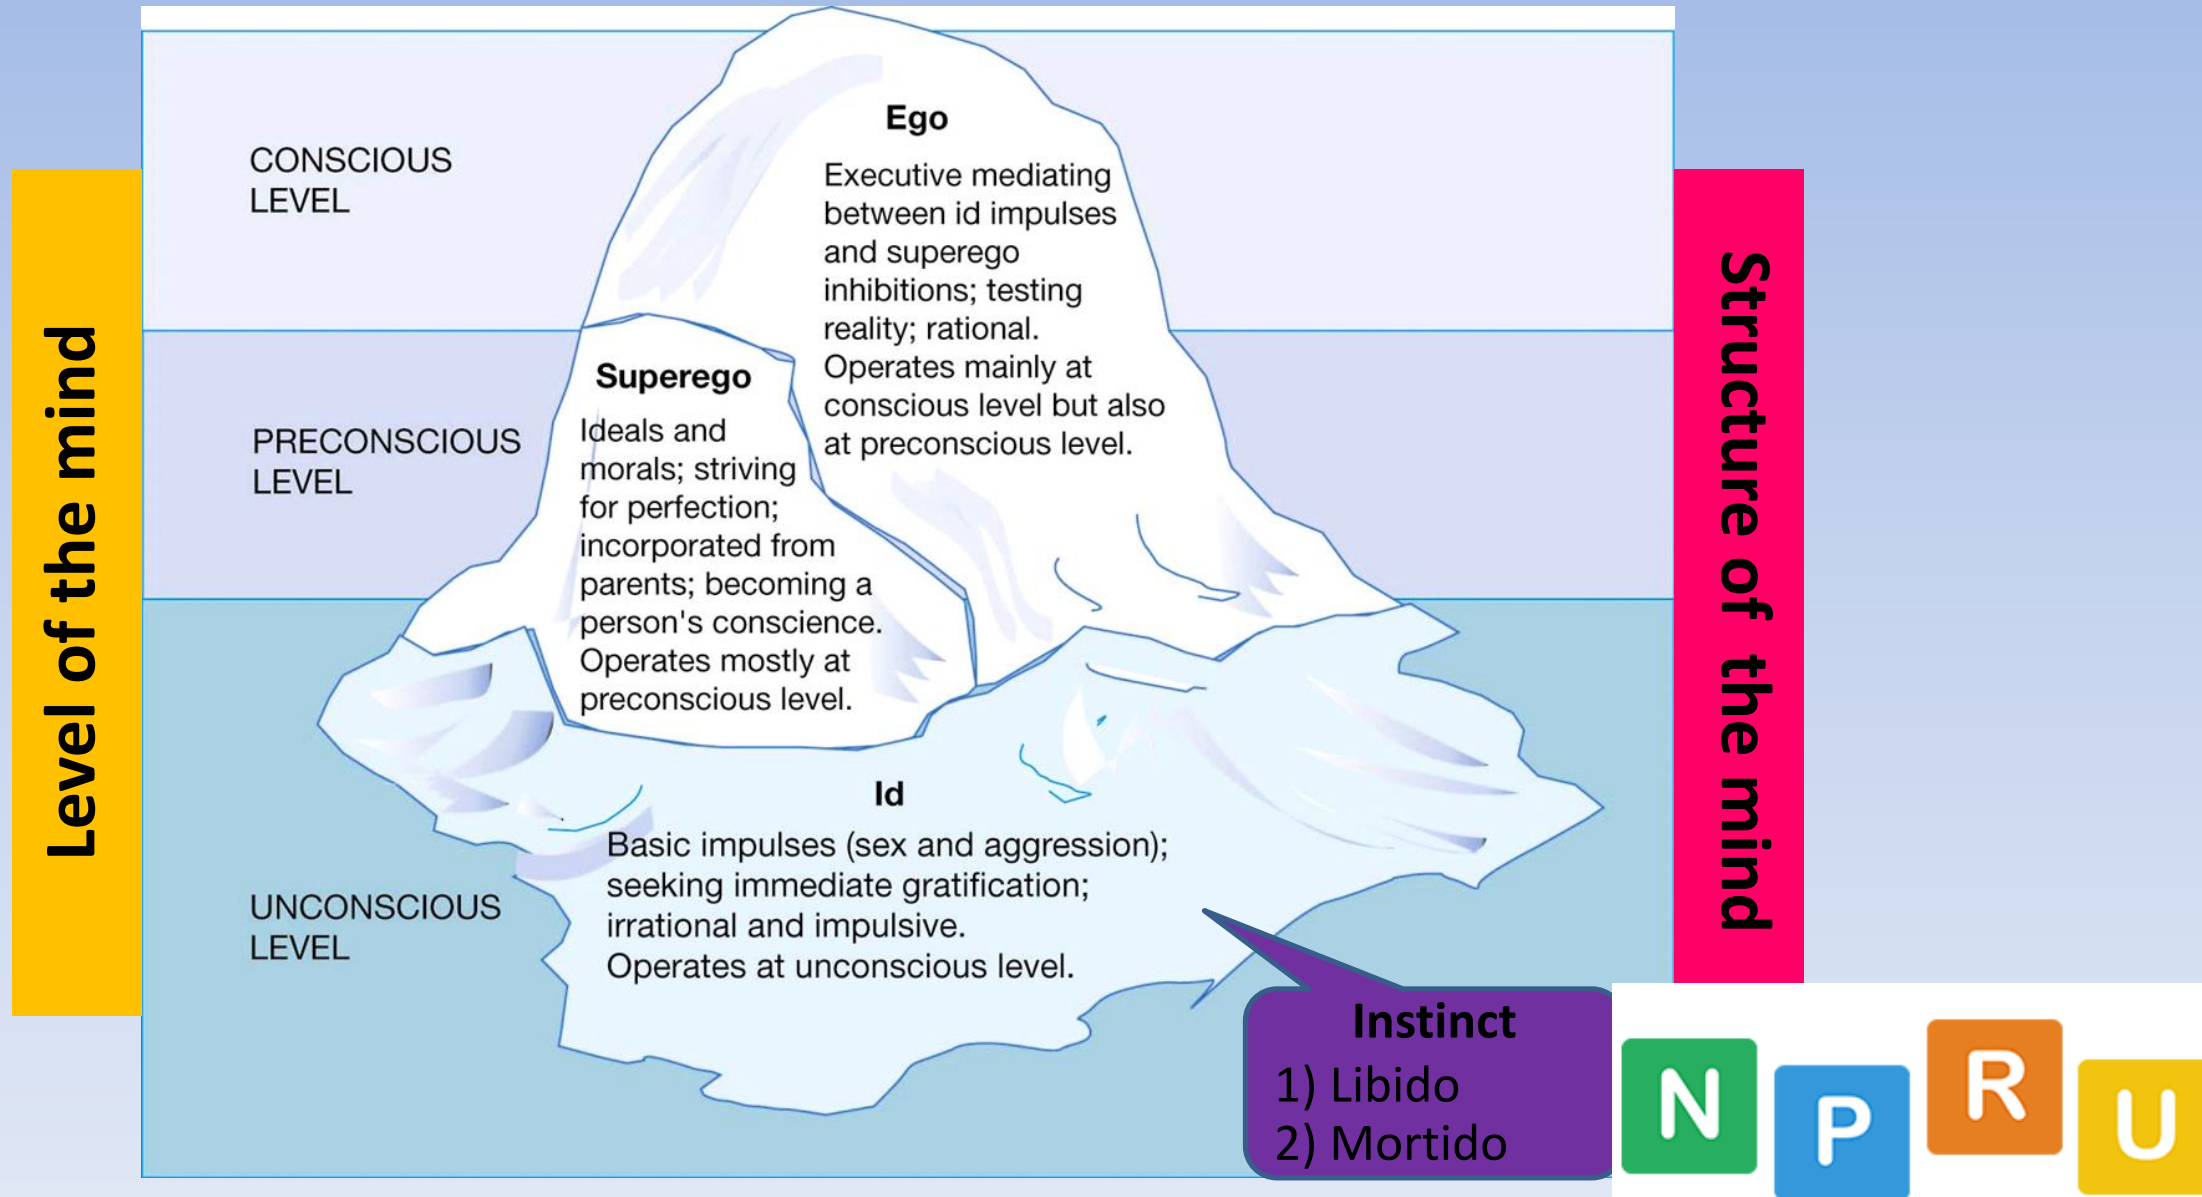 Level of the mind
CONSCIOUS
LEVEL
Ego
Executive mediating
between id impulses
and superego
inhibitions; testing
reality; rational.
Operates mainly at
conscious level but also
at preconscious level.
PRECONSCIOUS
LEVEL
Superego
Ideals and
morals; striving
for perfection;
incorporated from
parents; becoming a
person's conscience.
Operates mostly at
preconscious level.
UNCONSCIOUS
LEVEL
Id
Basic impulses (sex and aggression);
seeking immediate gratification;
irrational and impulsive.
Operates at unconscious level.
Structure of the mind
Instinct
1) Libido
2) Mortido
N P R U